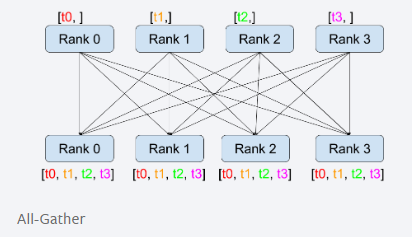 [t0, ] [t1,] [t2,] [t3, ]
Rank 0 Rank 1 Rank 2 Rank 3
Rank 0 Rank 1 Rank 2 Rank 3
[t0, t1, t2, t3] [t0, t1, t2, t3] [t0, t1, t2, t3] [t0, t1, t2, t3]
All-Gather